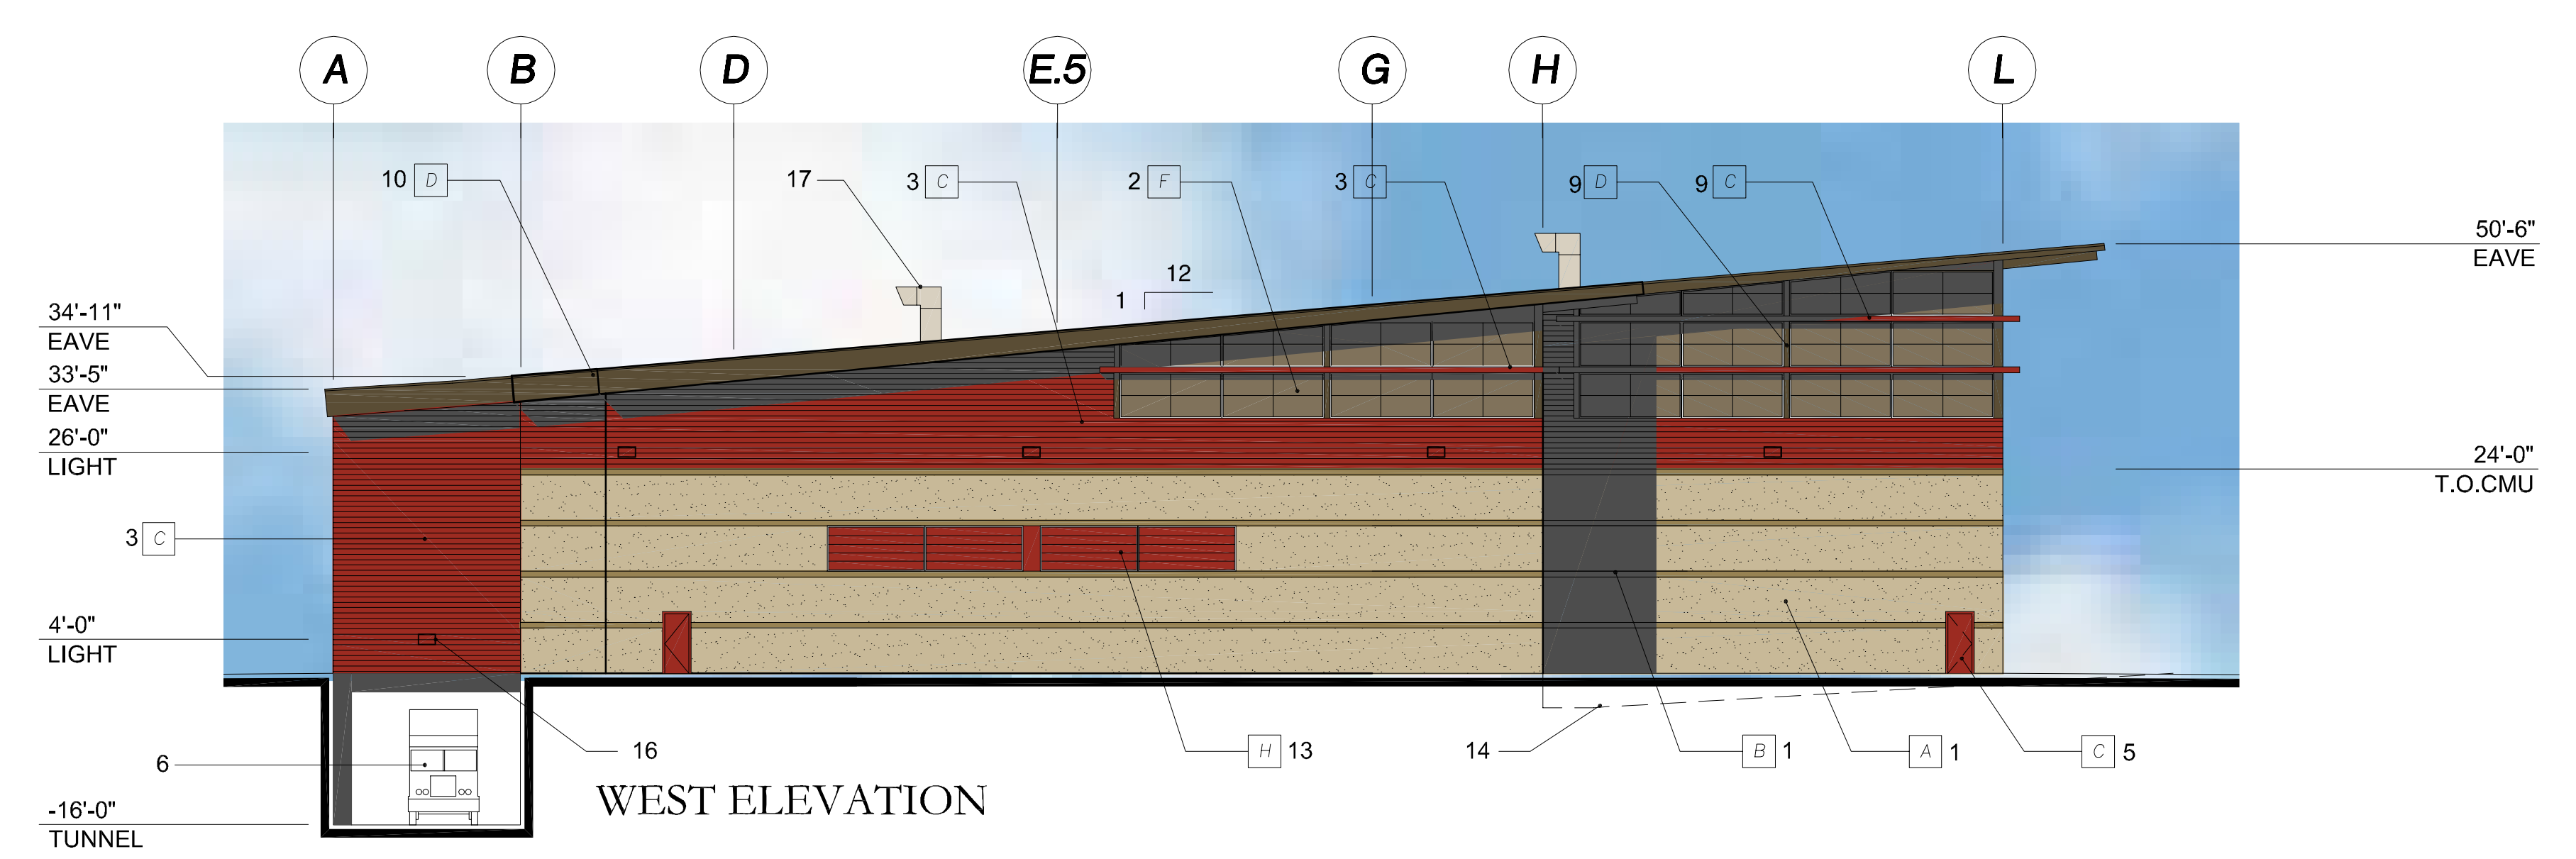 A B D E.5 G H L
10 D 17 3 C 2 F 3 C 9 D 9 C
50'-6"
EAVE
12
1
34'-11"
EAVE
33'-5"
EAVE
26'-0"
LIGHT
24'-0"
T.O.CMU
3 C
4'-0"
LIGHT
16 H 13 14 B 1 A 1 C 5
6
WEST ELEVATION
-16'-0"
TUNNEL